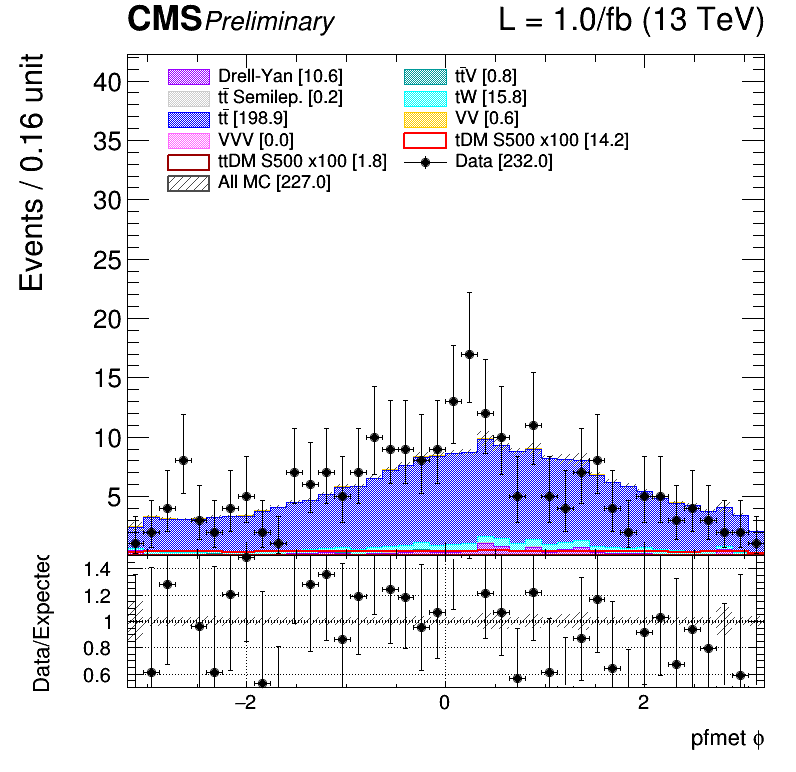 CMS Preliminary L = 1.0/fb (13 TeV)
Events / 0.16 unit
40
35
30
25
20
15
10
5
Drell-Yan [10.6]
tt̄V [0.8]
tt̄ Semilep. [0.2]
tW [15.8]
tt̄ [198.9]
VV [0.6]
VVV [0.0]
tDM S500 x100 [14.2]
ttDM S500 x100 [1.8]
Data [232.0]
All MC [227.0]
Data/Expected
1.4
1.2
1
0.8
0.6
−2 0 2
pfmet ϕ